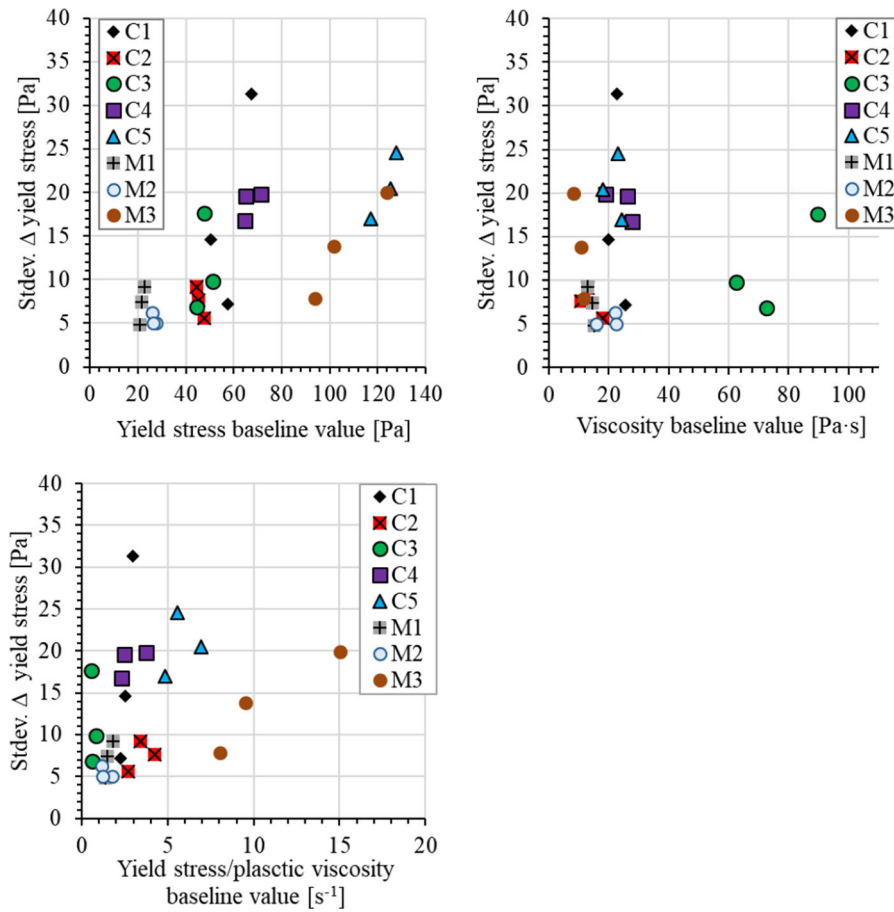 40
35
30
25
20
15
10
5
0
Stdev. Δ yield stress [Pa]
C1
C2
C3
C4
C5
M1
M2
M3
0 20 40 60 80 100 120 140
Yield stress baseline value [Pa]
40
35
30
25
20
15
10
5
0
Stdev. Δ yield stress [Pa]
C1
C2
C3
C4
C5
M1
M2
M3
0 20 40 60 80 100
Viscosity baseline value [Pa·s]
40
35
30
25
20
15
10
5
0
Stdev. Δ yield stress [Pa]
C1
C2
C3
C4
C5
M1
M2
M3
0 5 10 15 20
Yield stress/plasctic viscosity
baseline value [s-1]